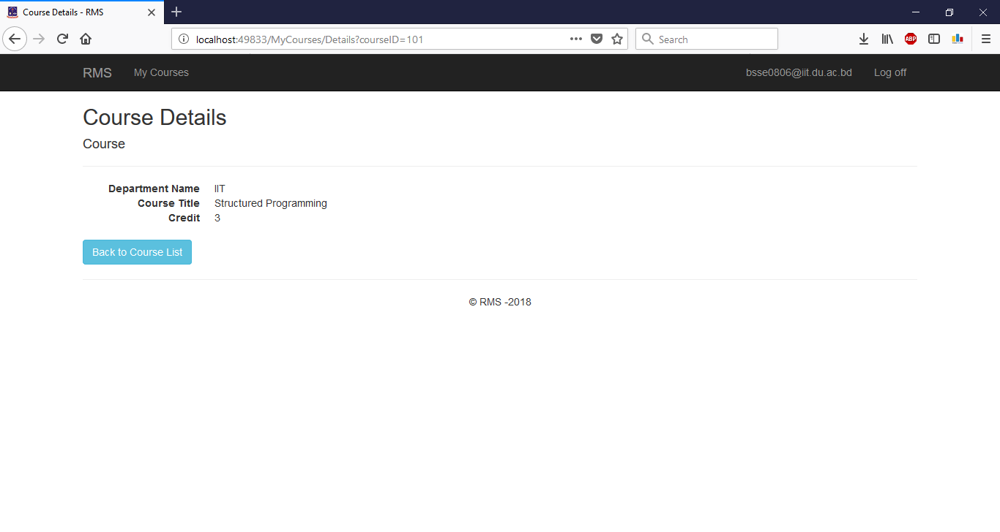 Course Details - RMS
localhost:49833/MyCourses/Details?courseID=101
Search
ABP
RMS My Courses bsse0806@iit.du.ac.bd Log off
Course Details
Course
Department Name IIT
Course Title Structured Programming
Credit 3
Back to Course List
© RMS -2018